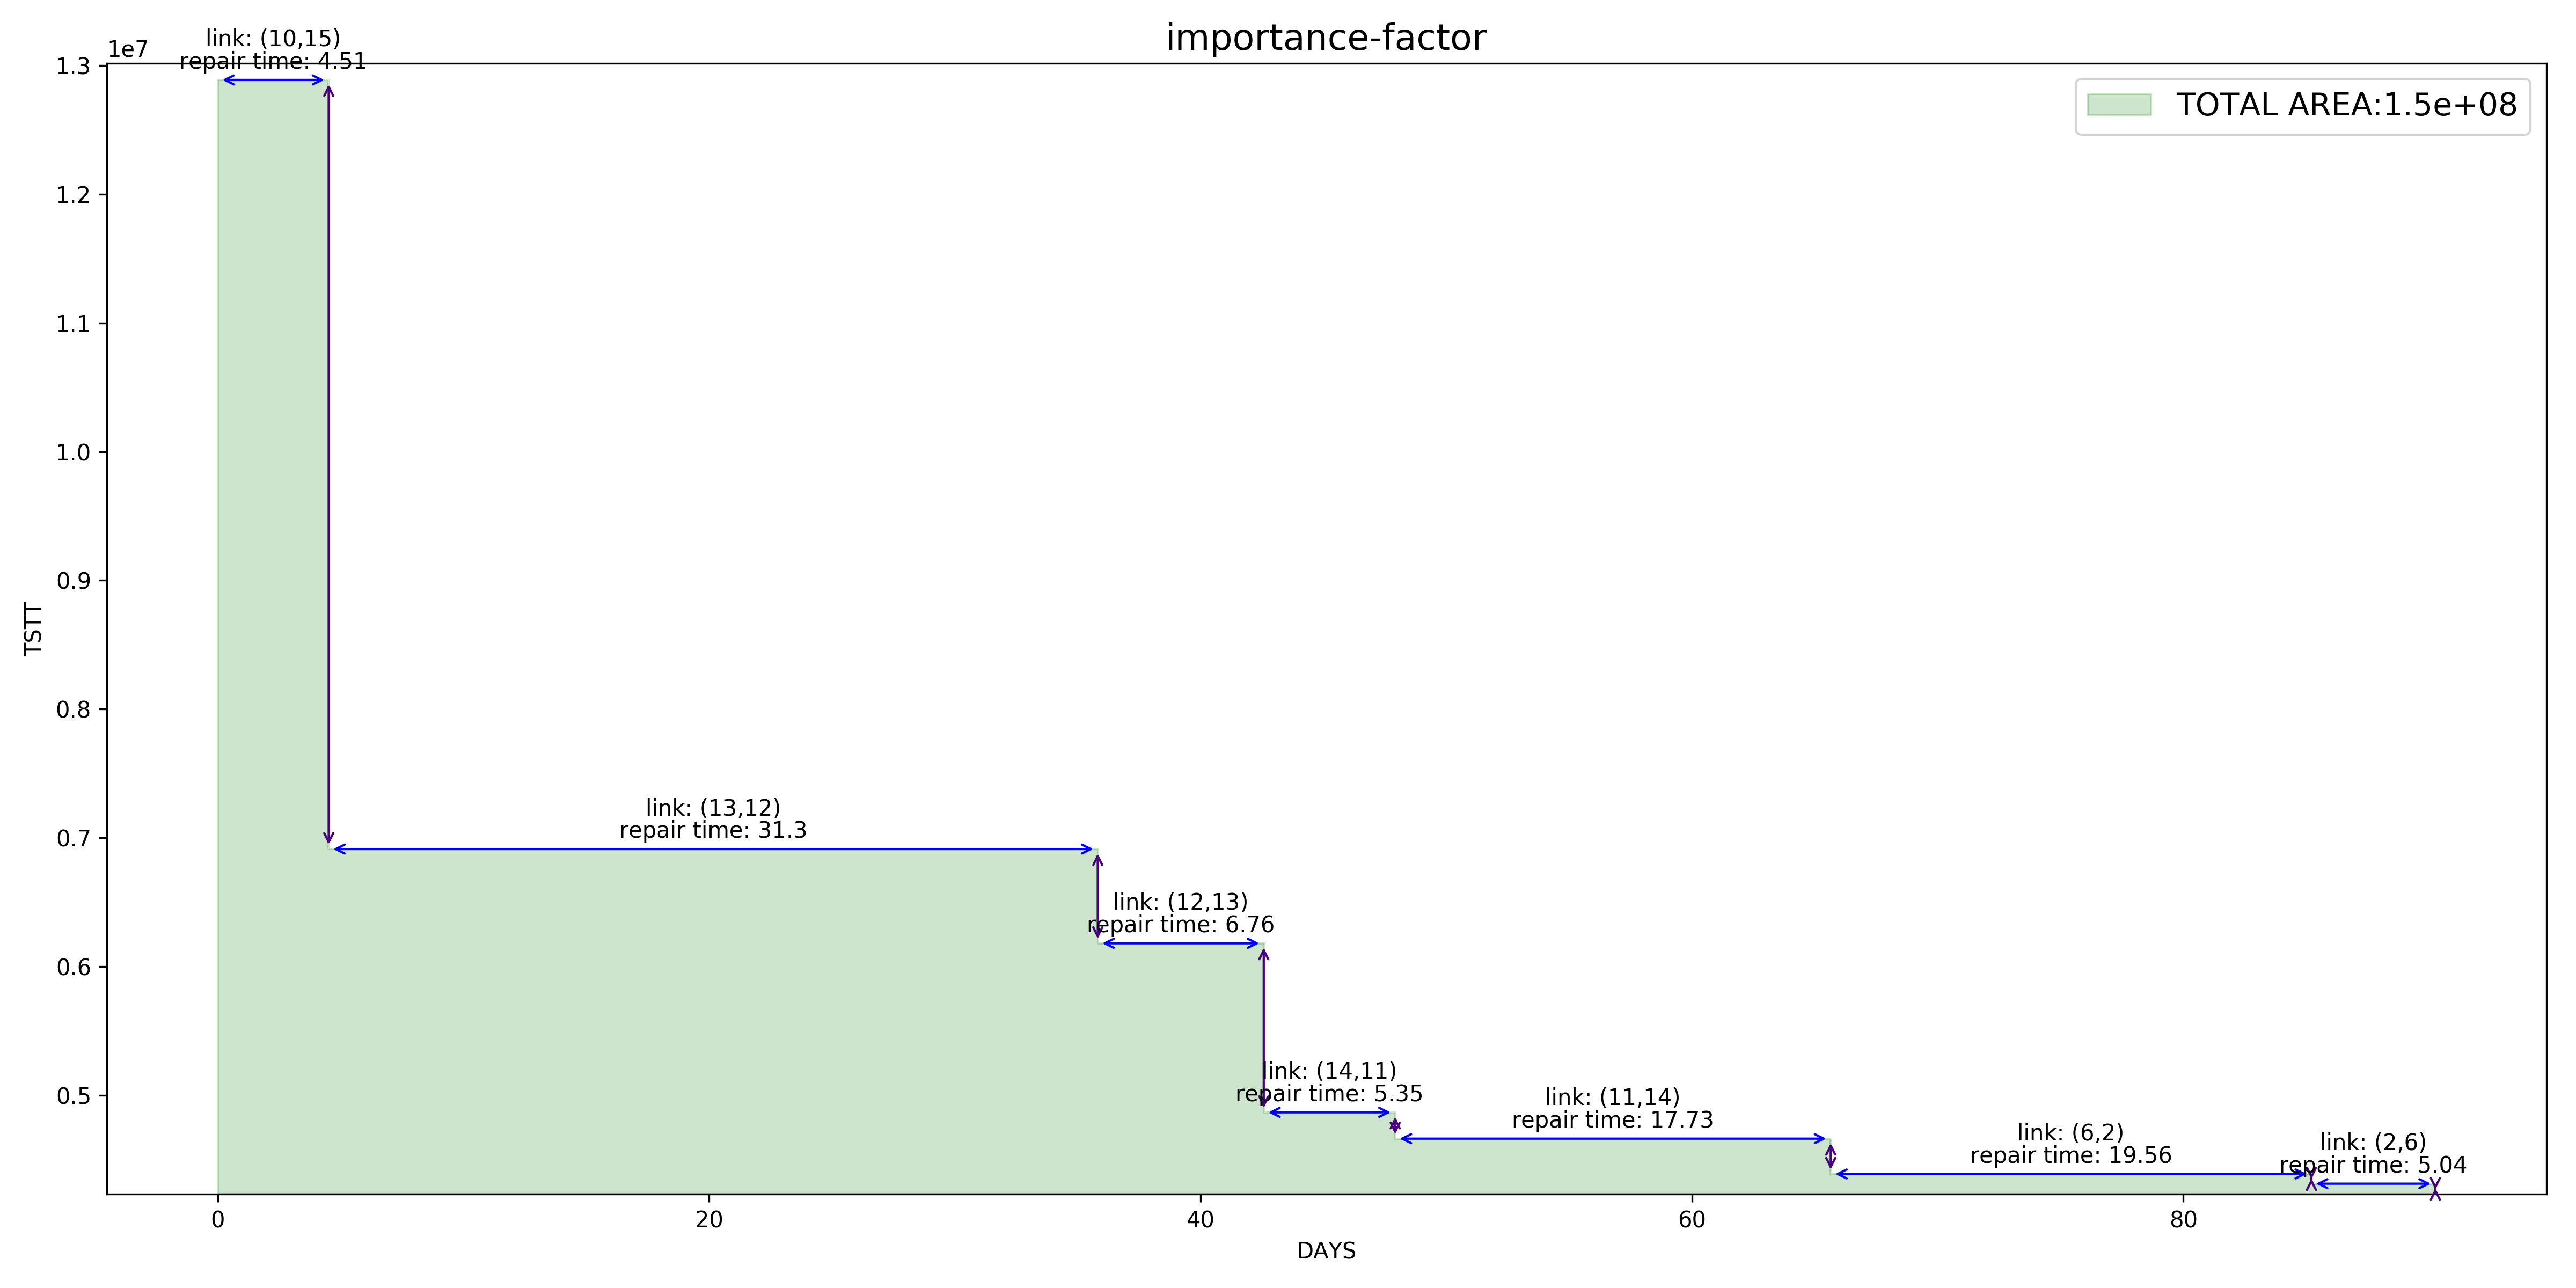 importance-factor
1e7
TOTAL AREA:1.5e+08
link: (10,15)
repair time: 4.51
link: (13,12)
repair time: 31.3
link: (12,13)
repair time: 6.76
link: (14,11)
repair time: 5.35
link: (11,14)
repair time: 17.73
link: (6,2)
repair time: 19.56
link: (2,6)
repair time: 5.04
1.3
1.2
1.1
1.0
0.9
0.8
0.7
0.6
0.5
TSTT
0 20 40 60 80
DAYS